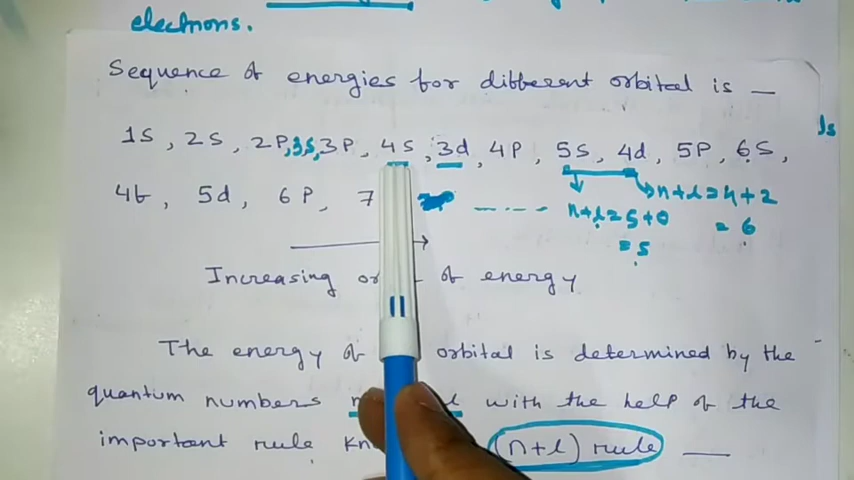 electrons.
Sequence of energies for different orbital is —
1S, 2S, 2P, 3S, 3P, 4S, 3d, 4P, 5S, 4d, 5P, 6S,
4f, 5d, 6P, 7 - - - -
n+l=5+0
=5
n+l=4+2
= 6
Increasing of energy
The energy of orbital is determined by the
quantum numbers l with the help of the
important rule (n+l) rule —